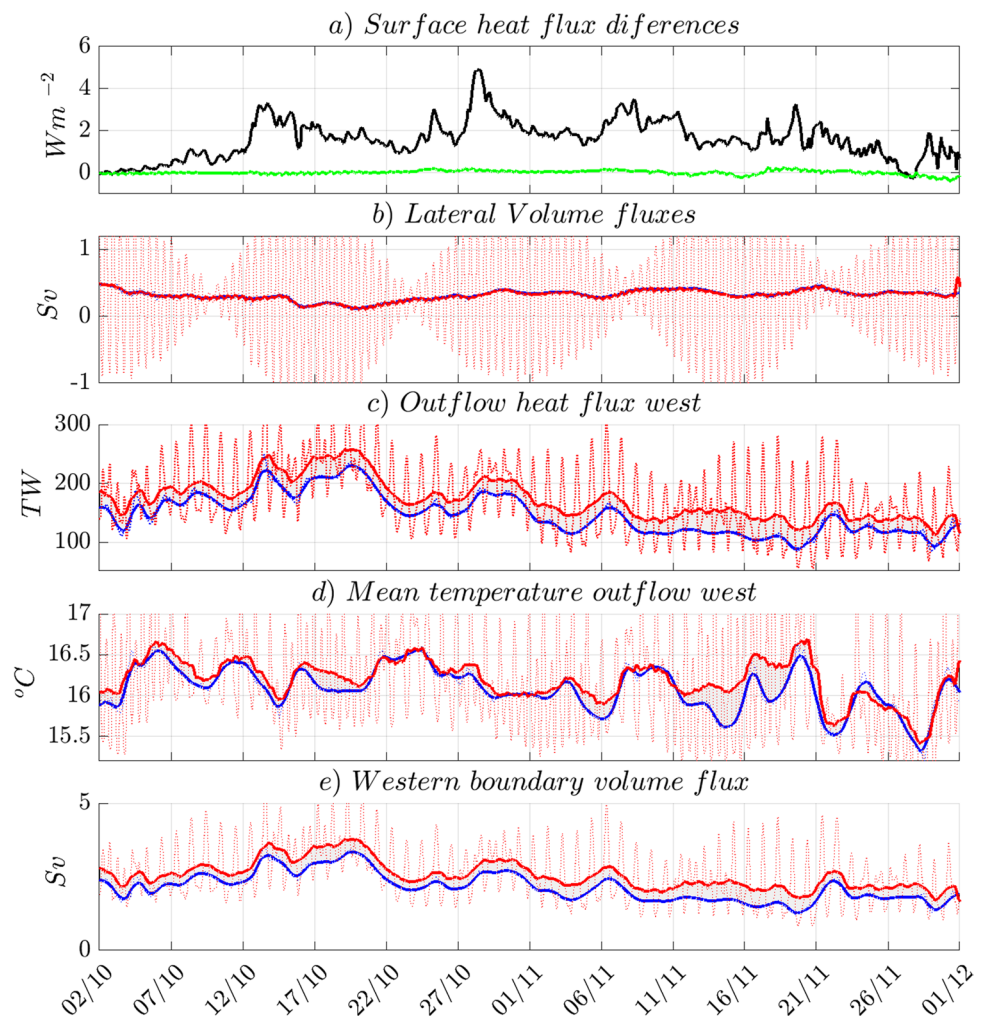 a) Surface heat flux diferences
6
4
2
0
Wm⁻²
b) Lateral Volume fluxes
1
0
-1
Sv
c) Outflow heat flux west
300
200
100
TW
d) Mean temperature outflow west
17
16.5
16
15.5
°C
e) Western boundary volume flux
5
0
Sv
02/10 07/10 12/10 17/10 22/10 27/10 01/11 06/11 11/11 16/11 21/11 26/11 01/12